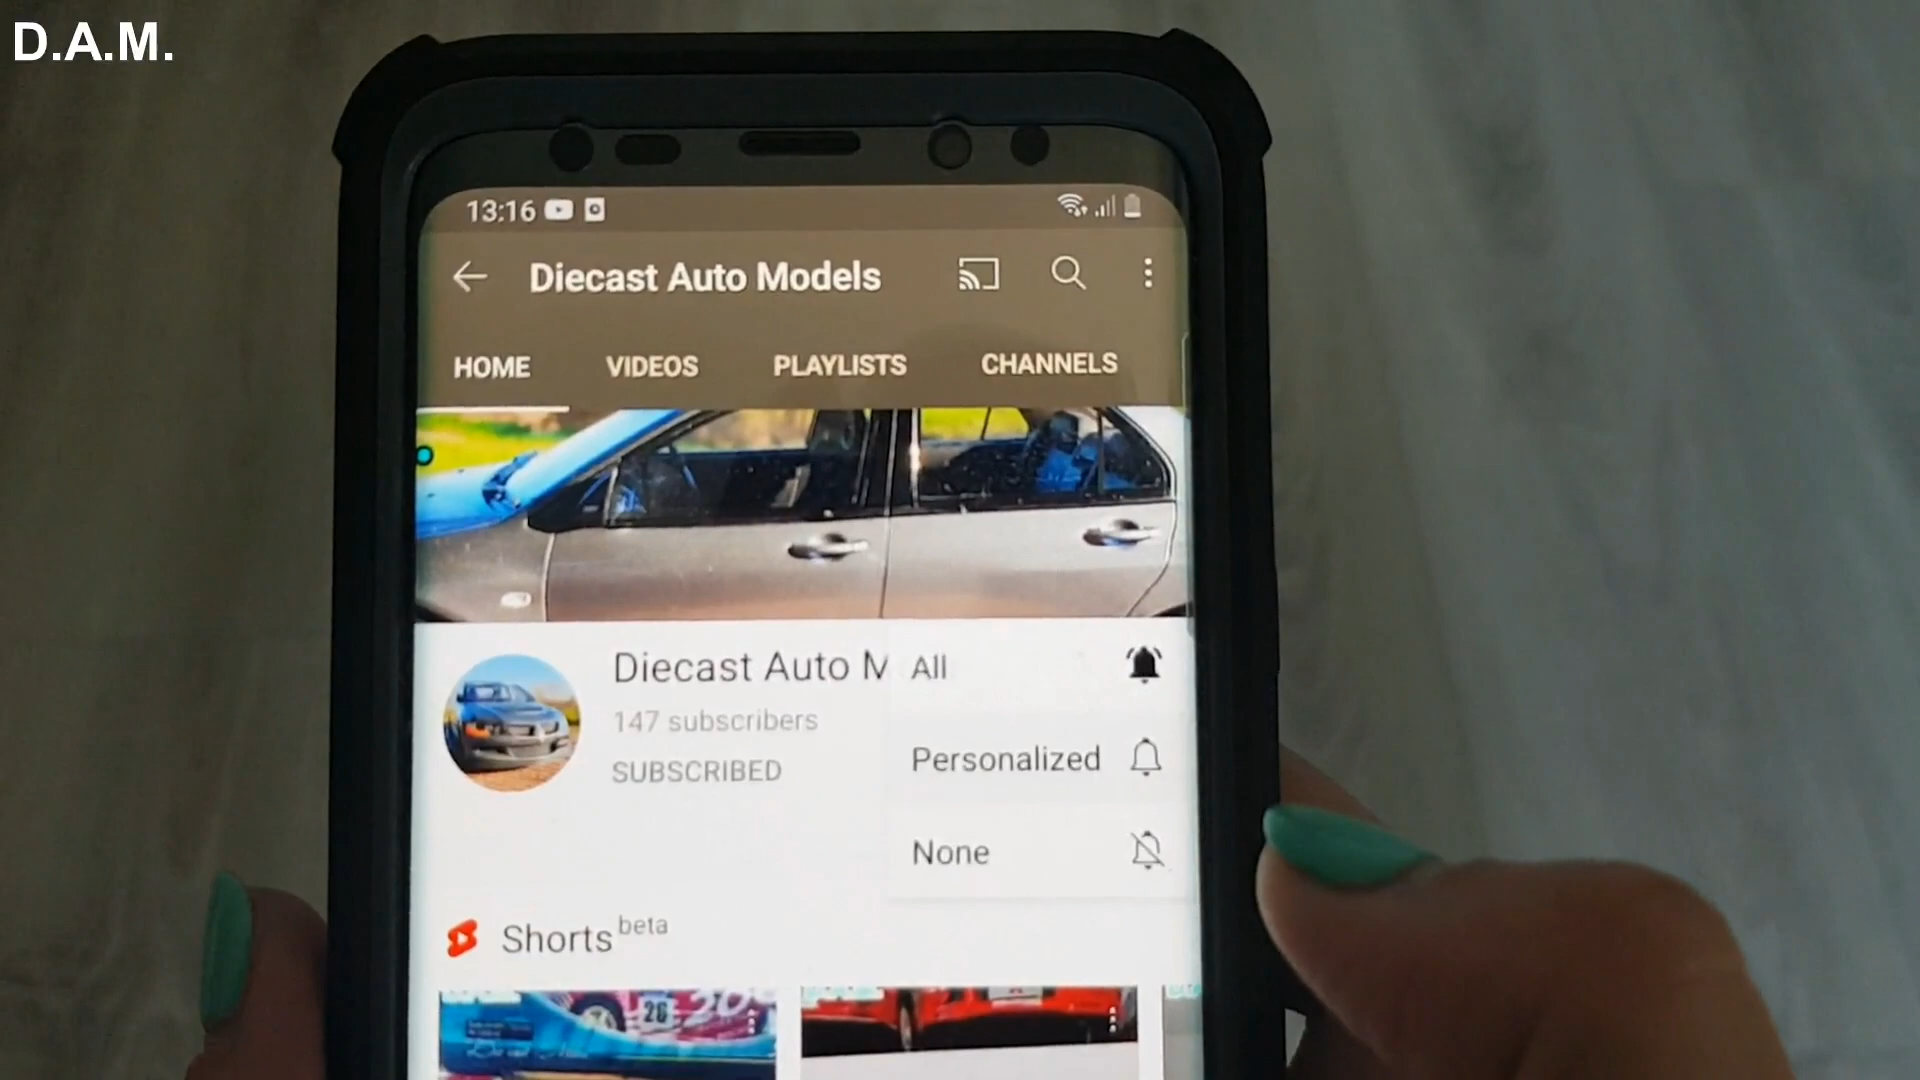 D.A.M.
13:16
Diecast Auto Models
HOME VIDEOS PLAYLISTS CHANNELS
Diecast Auto M
147 subscribers
SUBSCRIBED
All
Personalized
None
Shorts beta
26